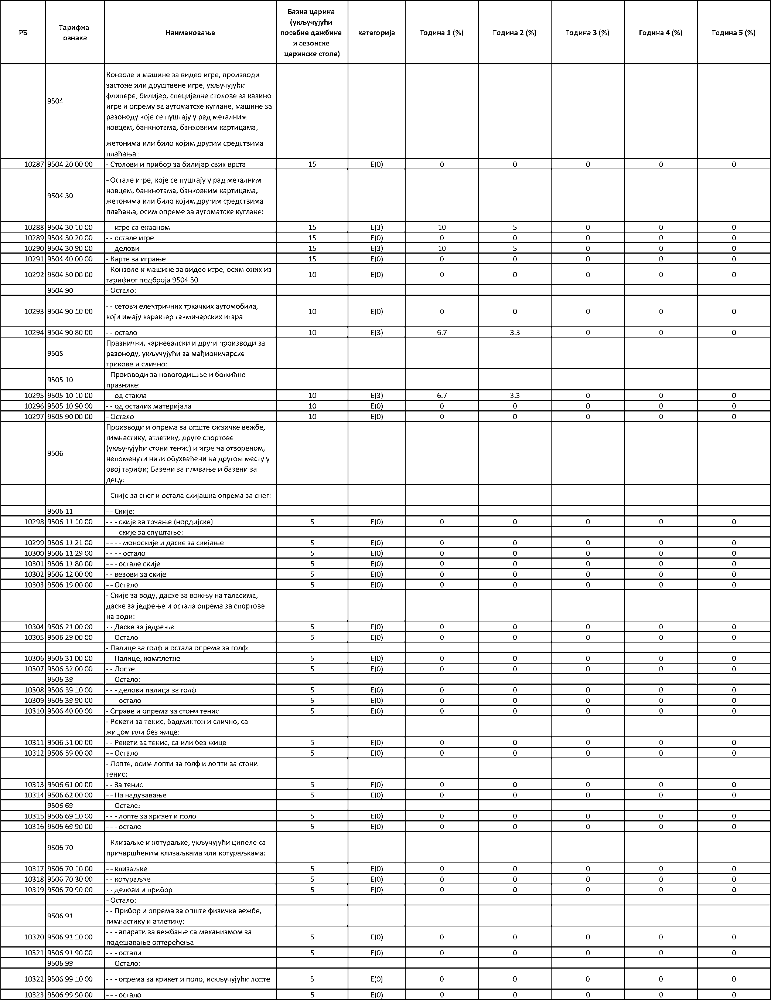 РБ Тарифна ознака Наименовање Базна царина (укључујући посебне дажбине и сезонске царинске стопе) категорија Година 1 (%) Година 2 (%) Година 3 (%) Година 4 (%) Година 5 (%)
9504 Конзоле и машине за видео игре, производи
застоне или друштвене игре, укључујући
флипере, билијар, специјалне столове за казино
игре и опрему за аутоматске куглане, машине за
разоноду које се пуштају у рад металним
новцем, банкнотама, банковним картицама,
жетонима или било којим другим средствима
плаћања :
10287 9504 20 00 00 - Столови и прибор за билијар свих врста 15 E(0) 0 0 0 0 0
9504 30 - Остале игре, које се пуштају у рад металним
новцем, банкнотама, банковним картицама,
жетонима или било којим другим средствима
плаћања, осим опреме за аутоматске куглане:
10288 9504 30 10 00 - - игре са екраном 15 E(3) 10 5 0 0 0
10289 9504 30 20 00 - - остале игре 15 E(0) 0 0 0 0 0
10290 9504 30 90 00 - - делови 15 E(3) 10 5 0 0 0
10291 9504 40 00 00 - Карте за играње 15 E(0) 0 0 0 0 0
10292 9504 50 00 00 - Конзоле и машине за видео игре, осим оних из
тарифног подброја 9504 30 10 E(0) 0 0 0 0 0
9504 90 - Остало:
10293 9504 90 10 00 - - сетови електричних тркачких аутомобила,
који имају карактер такмичарских игара 10 E(0) 0 0 0 0 0
10294 9504 90 80 00 - - остало 10 E(3) 6.7 3.3 0 0 0
9505 Празнични, карневалски и други производи за
разоноду, укључујући за мађионичарске
трикове и слично:
9505 10 - Производи за новогодишње и божићне
празнике:
10295 9505 10 10 00 - - од стакла 10 E(3) 6.7 3.3 0 0 0
10296 9505 10 90 00 - - од осталих материјала 10 E(0) 0 0 0 0 0
10297 9505 90 00 00 - Остало 10 E(0) 0 0 0 0 0
9506 Производи и опрема за опште физичке вежбе,
гимнастику, атлетику, друге спортове
(укључујући стони тенис) и игре на отвореном,
непоменути нити обухваћени на другом месту у
овој тарифи; Базени за пливање и базени за
децу:
- Скије за снег и остала скијашка опрема за снег:
9506 11 - - Скије:
10298 9506 11 10 00 - - - скије за трчање (нордијске) 5 E(0) 0 0 0 0 0
- - - скије за спуштање:
10299 9506 11 21 00 - - - - моноскије и даске за скијање 5 E(0) 0 0 0 0 0
10300 9506 11 29 00 - - - - остало 5 E(0) 0 0 0 0 0
10301 9506 11 80 00 - - - остале скије 5 E(0) 0 0 0 0 0
10302 9506 12 00 00 - - везови за скије 5 E(0) 0 0 0 0 0
10303 9506 19 00 00 - - Остало 5 E(0) 0 0 0 0 0
- Скије за воду, даске за вожњу на таласима,
даске за једрење и остала опрема за спортове
на води:
10304 9506 21 00 00 - - Даске за једрење 5 E(0) 0 0 0 0 0
10305 9506 29 00 00 - - Остало 5 E(0) 0 0 0 0 0
- Палице за голф и остала опрема за голф:
10306 9506 31 00 00 - - Палице, комплетне 5 E(0) 0 0 0 0 0
10307 9506 32 00 00 - - Лопте 5 E(0) 0 0 0 0 0
9506 39 - - Остало:
10308 9506 39 10 00 - - - делови палица за голф 5 E(0) 0 0 0 0 0
10309 9506 39 90 00 - - - остало 5 E(0) 0 0 0 0 0
10310 9506 40 00 00 - Справе и опрема за стони тенис 5 E(0) 0 0 0 0 0
- Рекети за тенис, бадминтон и слично, са
жицом или без жице:
10311 9506 51 00 00 - - Рекети за тенис, са или без жице 5 E(0) 0 0 0 0 0
10312 9506 59 00 00 - - Остало 5 E(0) 0 0 0 0 0
- Лопте, осим лопти за голф и лопти за стони
тенис:
10313 9506 61 00 00 - - За тенис 5 E(0) 0 0 0 0 0
10314 9506 62 00 00 - - На надувавање 5 E(0) 0 0 0 0 0
9506 69 - - Остале:
10315 9506 69 10 00 - - - лопте за крикет и поло 5 E(0) 0 0 0 0 0
10316 9506 69 90 00 - - - остале 5 E(0) 0 0 0 0 0
9506 70 - Клизаљке и котураљке, укључујући ципеле са
причвршћеним клизаљкама или котураљкама:
10317 9506 70 10 00 - - клизаљке 5 E(0) 0 0 0 0 0
10318 9506 70 30 00 - - котураљке 5 E(0) 0 0 0 0 0
10319 9506 70 90 00 - - делови и прибор 5 E(0) 0 0 0 0 0
- Остало:
9506 91 - - Прибор и опрема за опште физичке вежбе,
гимнастику и атлетику:
10320 9506 91 10 00 - - - апарати за вежбање са механизмом за
подешавање оптерећења 5 E(0) 0 0 0 0 0
10321 9506 91 90 00 - - - остали 5 E(0) 0 0 0 0 0
9506 99 - - Остало:
10322 9506 99 10 00 - - - опрема за крикет и поло, искључујући лопте 5 E(0) 0 0 0 0 0
10323 9506 99 90 00 - - - остало 5 E(0) 0 0 0 0 0